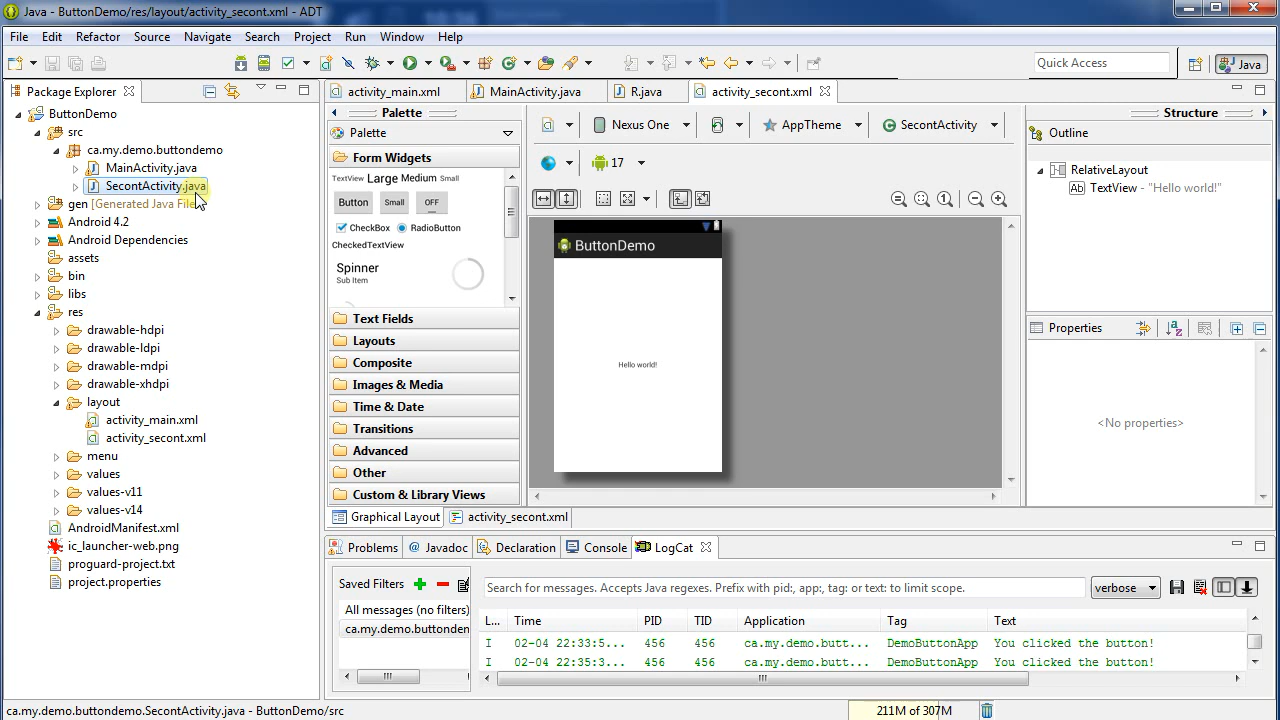 Java - ButtonDemo/res/layout/activity_secont.xml - ADT
File Edit Refactor Source Navigate Search Project Run Window Help
Quick Access
Java
Package Explorer
ButtonDemo
src
ca.my.demo.buttondemo
MainActivity.java
SecontActivity.java
gen [Generated Java File
Android 4.2
Android Dependencies
assets
bin
libs
res
drawable-hdpi
drawable-ldpi
drawable-mdpi
drawable-xhdpi
layout
activity_main.xml
activity_secont.xml
menu
values
values-v11
values-v14
AndroidManifest.xml
ic_launcher-web.png
proguard-project.txt
project.properties
activity_main.xml MainActivity.java R.java activity_secont.xml
Palette
Palette
Form Widgets
TextView Large Medium Small
Button Small OFF
CheckBox RadioButton
CheckedTextView
Spinner
Sub Item
Text Fields
Layouts
Composite
Images & Media
Time & Date
Transitions
Advanced
Other
Custom & Library Views
Nexus One AppTheme SecontActivity
17
ButtonDemo
Hello world!
Graphical Layout activity_secont.xml
Structure
Outline
RelativeLayout
Ab TextView - "Hello world!"
Properties
<No properties>
Problems @ Javadoc Declaration Console LogCat
Saved Filters
All messages (no filters)
ca.my.demo.buttonden
Search for messages. Accepts Java regexes. Prefix with pid:, app:, tag: or text: to limit scope.
verbose
L... Time PID TID Application Tag Text
I 02-04 22:33:5... 456 456 ca.my.demo.butt... DemoButtonApp You clicked the button!
I 02-04 22:35:3... 456 456 ca.my.demo.butt... DemoButtonApp You clicked the button!
ca.my.demo.buttondemo.SecontActivity.java - ButtonDemo/src
211M of 307M